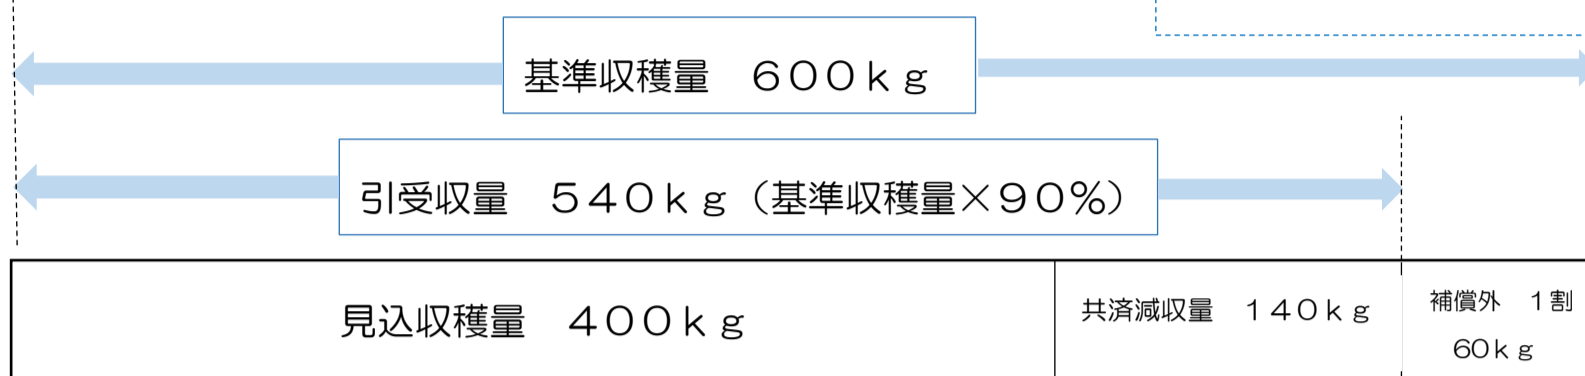 基準収穫量　６００ｋｇ
引受収量　５４０ｋｇ（基準収穫量×９０％）
見込収穫量　４００ｋｇ
共済減収量　１４０ｋｇ
補償外　１割
60ｋｇ